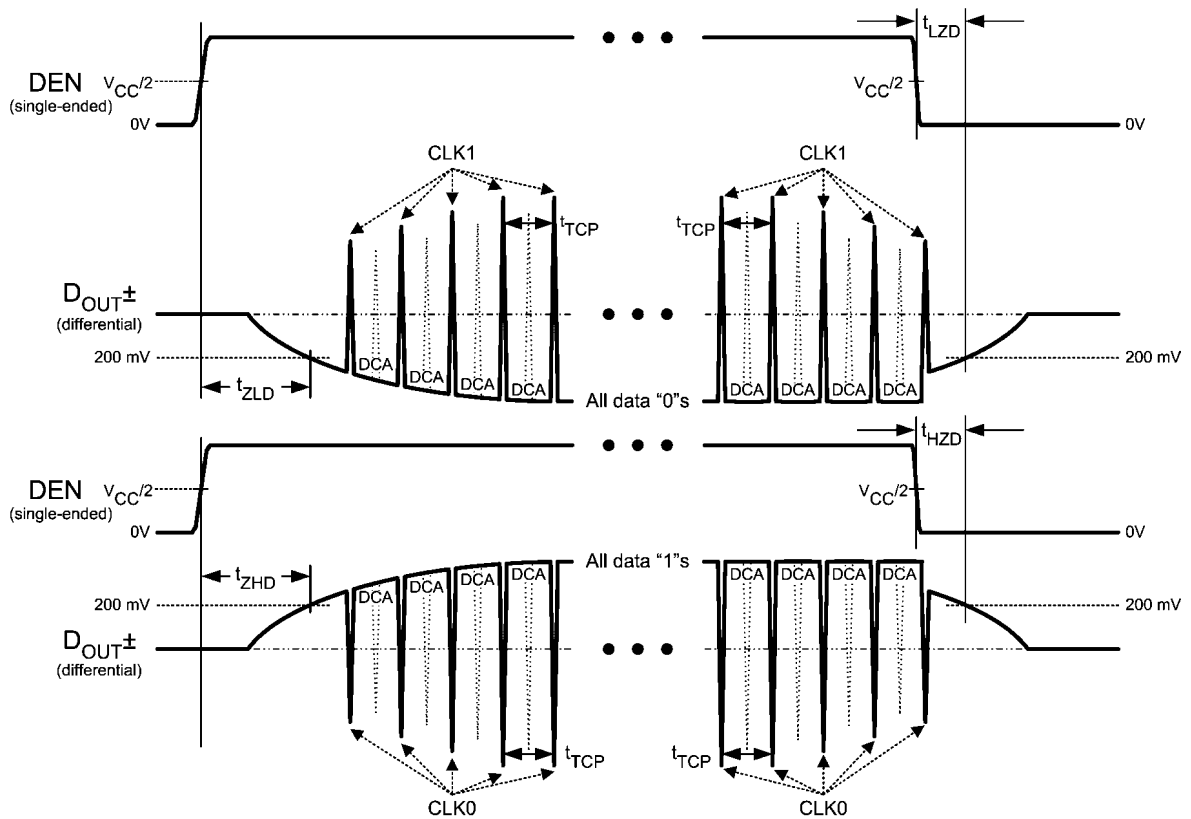 tLZD
DEN
(single-ended)
VCC/2
VCC/2
0V
0V
CLK1
CLK1
tTCP
tTCP
DOUT±
(differential)
200 mV
200 mV
DCA
DCA
DCA
DCA
DCA
DCA
DCA
DCA
tZLD
All data “0”s
tHZD
DEN
(single-ended)
VCC/2
VCC/2
0V
0V
tZHD
All data “1”s
DCA
DCA
DCA
DCA
DCA
DCA
DCA
DCA
200 mV
200 mV
DOUT±
(differential)
tTCP
tTCP
CLK0
CLK0